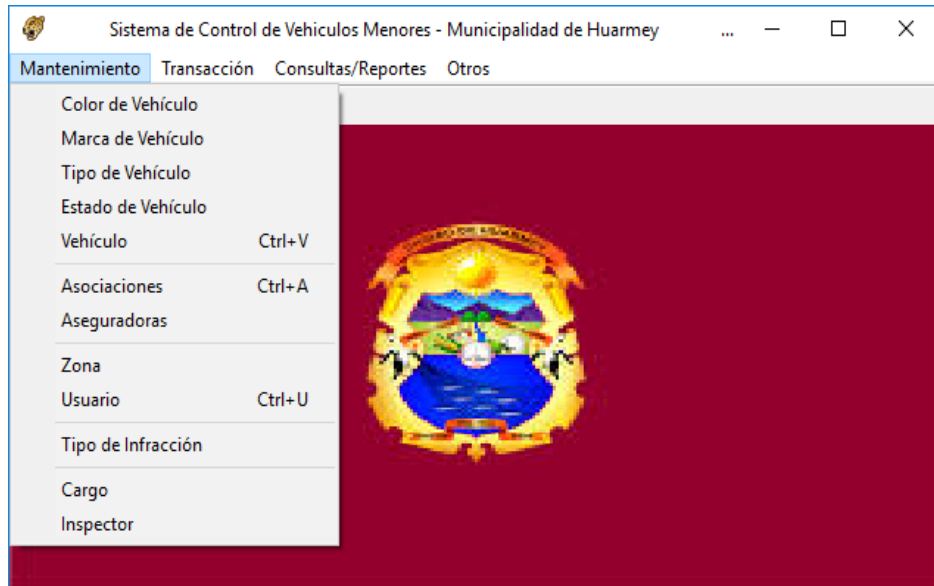 Sistema de Control de Vehiculos Menores - Municipalidad de Huarmey ...
Mantenimiento Transacción Consultas/Reportes Otros
Color de Vehículo
Marca de Vehículo
Tipo de Vehículo
Estado de Vehículo
Vehículo Ctrl+V
Asociaciones Ctrl+A
Aseguradoras
Zona
Usuario Ctrl+U
Tipo de Infracción
Cargo
Inspector